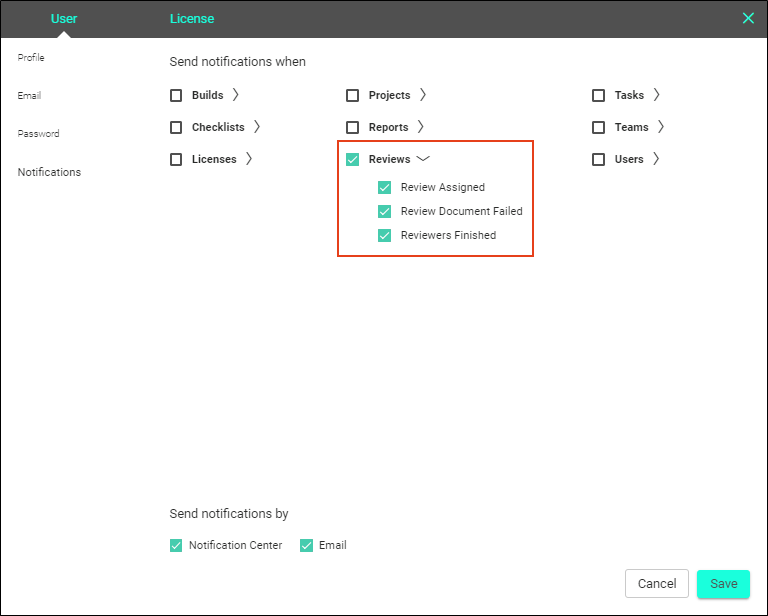 User
License
Profile
Email
Password
Notifications
Send notifications when
Builds
Projects
Tasks
Checklists
Reports
Teams
Licenses
Reviews
Users
Review Assigned
Review Document Failed
Reviewers Finished
Send notifications by
Notification Center
Email
Cancel
Save